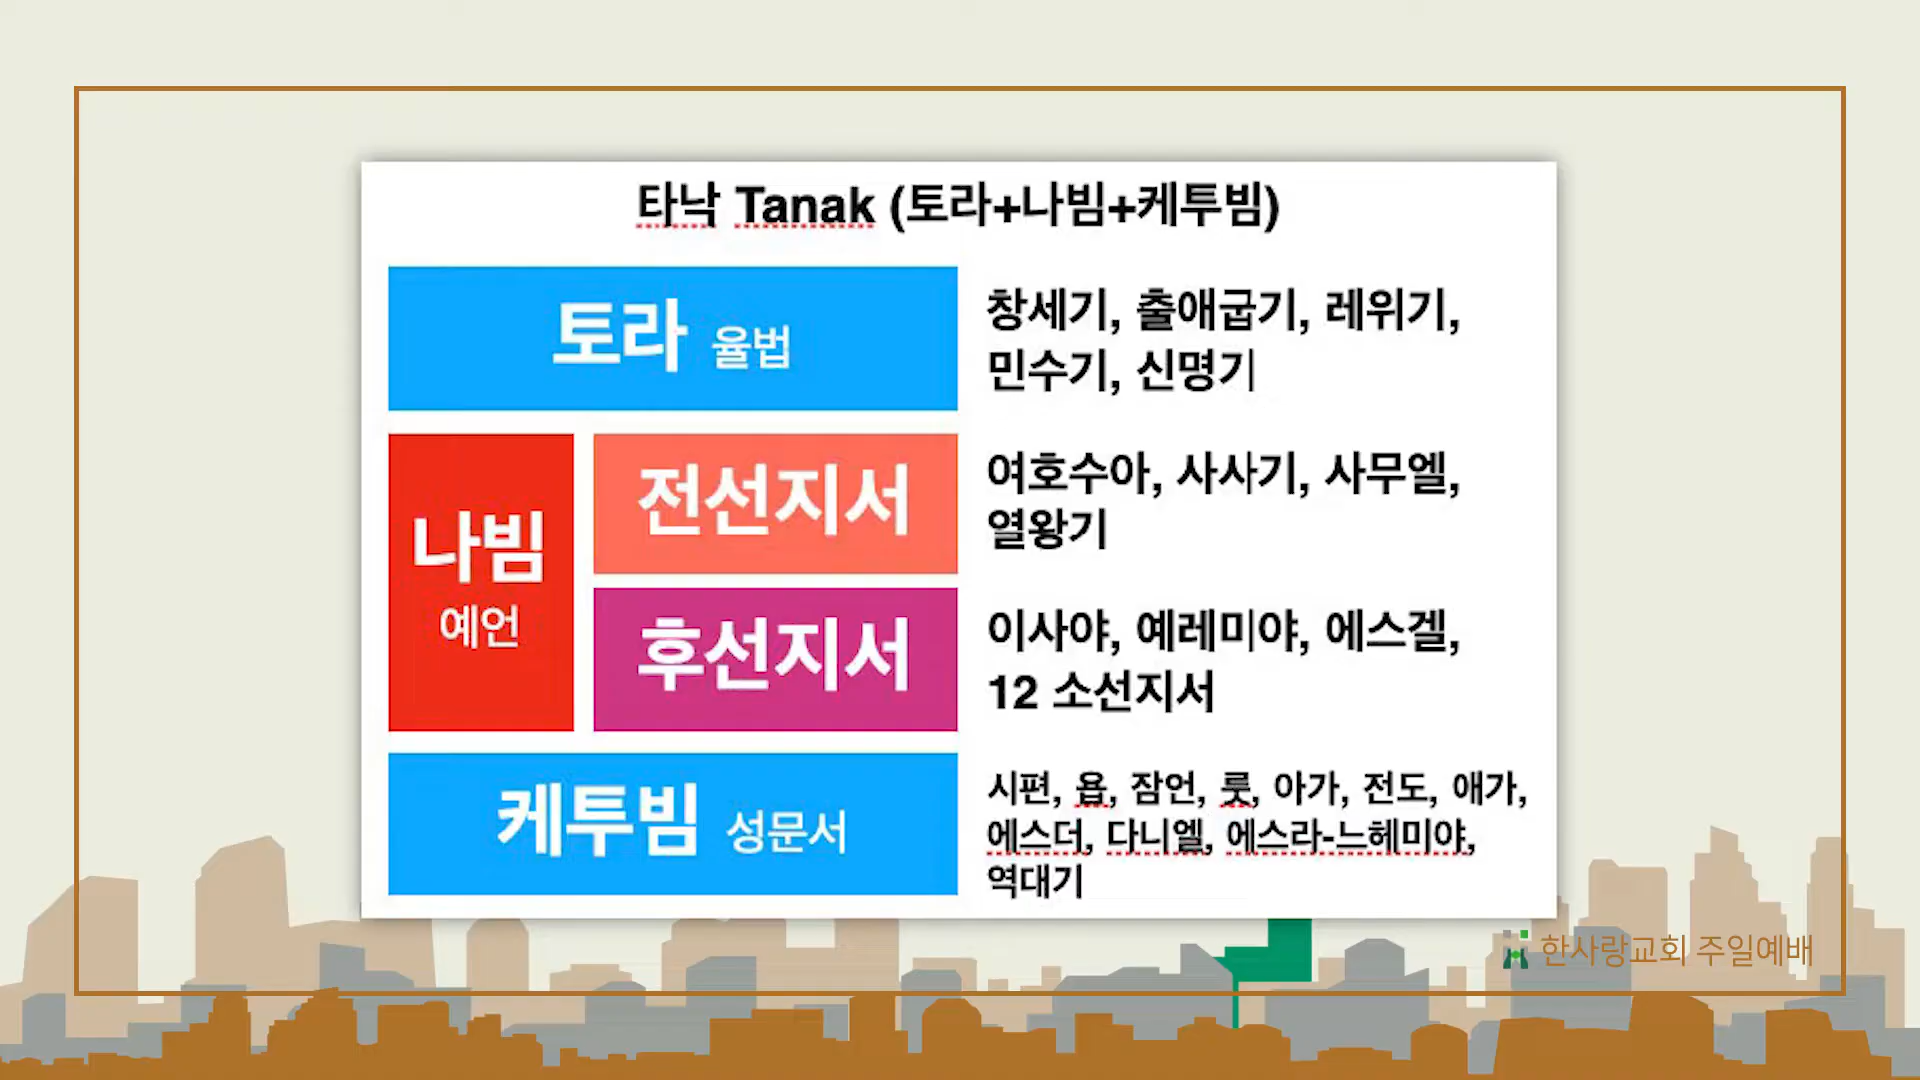 타낙 Tanak (토라+나빔+케투빔)
토라 율법
창세기, 출애굽기, 레위기,
민수기, 신명기
나빔
예언
전선지서
여호수아, 사사기, 사무엘,
열왕기
후선지서
이사야, 예레미야, 에스겔,
12 소선지서
케투빔 성문서
시편, 욥, 잠언, 룻, 아가, 전도, 애가,
에스더, 다니엘, 에스라-느헤미야,
역대기
한사랑교회 주일예배